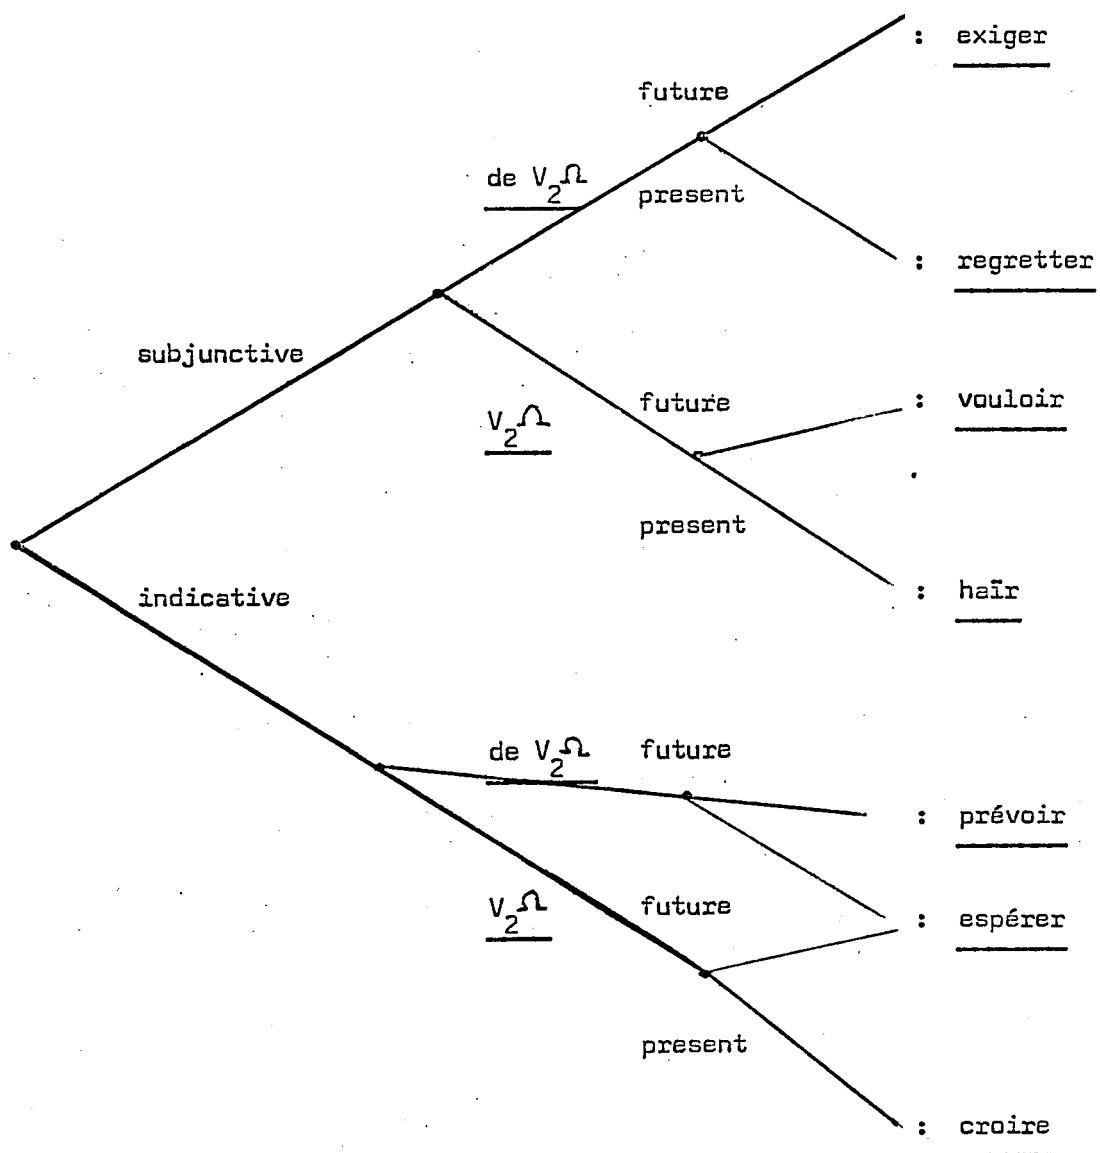 : exiger
future
de V₂Ω
present
: regretter
subjunctive
future
: vouloir
V₂Ω
present
: haïr
indicative
de V₂Ω
future
: prévoir
V₂Ω
future
: espérer
present
: croire